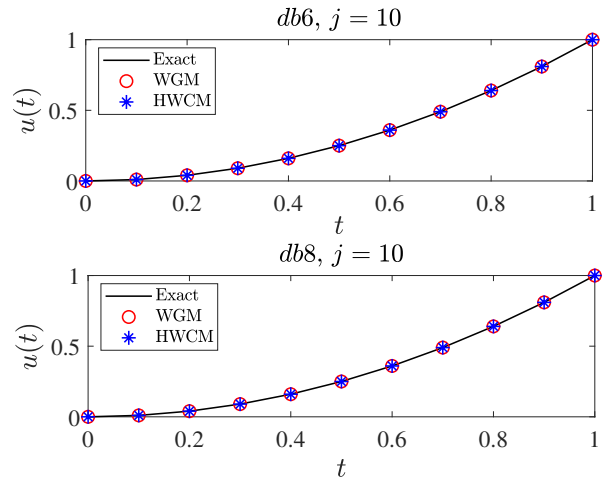 db6, j = 10
1
0.5
0
u(t)
Exact
WGM
HWCM
0 0.2 0.4 0.6 0.8 1
t
db8, j = 10
1
0.5
0
u(t)
Exact
WGM
HWCM
0 0.2 0.4 0.6 0.8 1
t